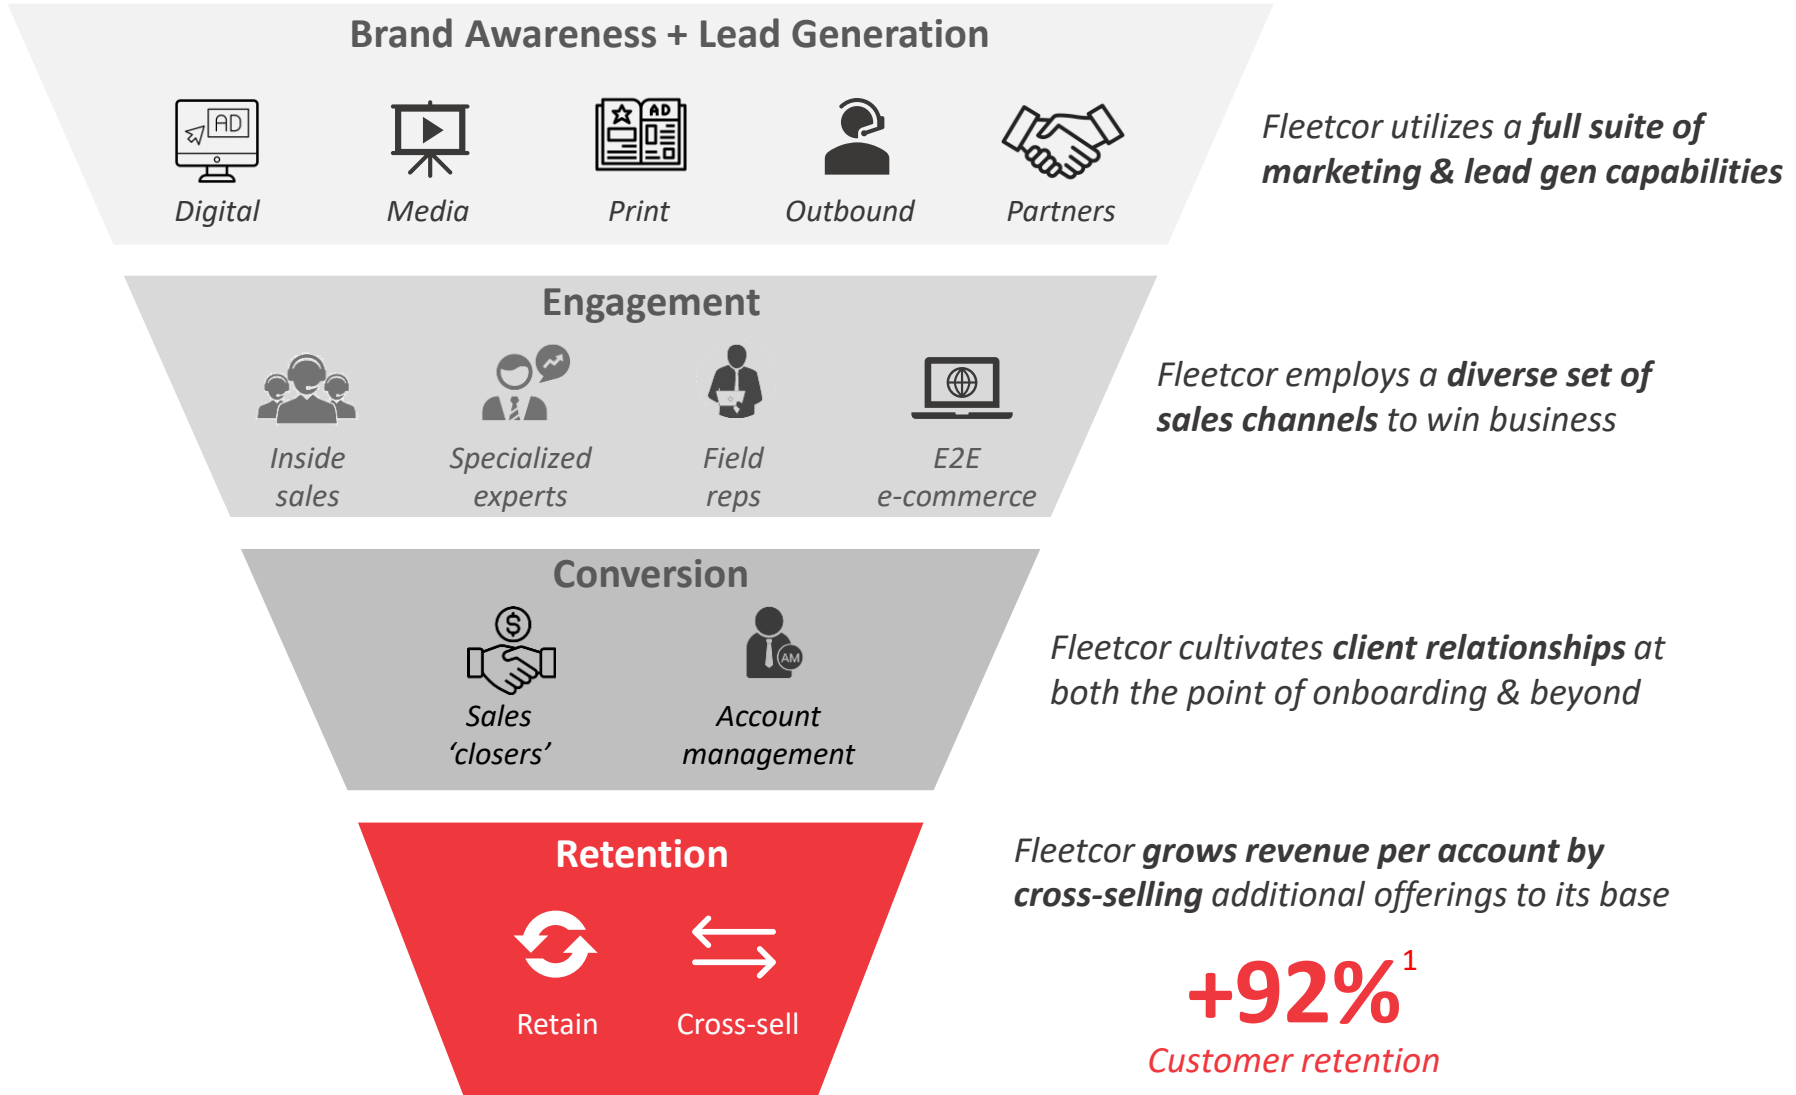 Brand Awareness + Lead Generation
AD
AD
Digital
Media
Print
Outbound
Partners
Fleetcor utilizes a full suite of
marketing & lead gen capabilities
Engagement
Inside
sales
Specialized
experts
Field
reps
E2E
e-commerce
Fleetcor employs a diverse set of
sales channels to win business
Conversion
$
AM
Sales
‘closers’
Account
management
Fleetcor cultivates client relationships at
both the point of onboarding & beyond
Retention
Retain
Cross-sell
Fleetcor grows revenue per account by
cross-selling additional offerings to its base
+92%1
Customer retention